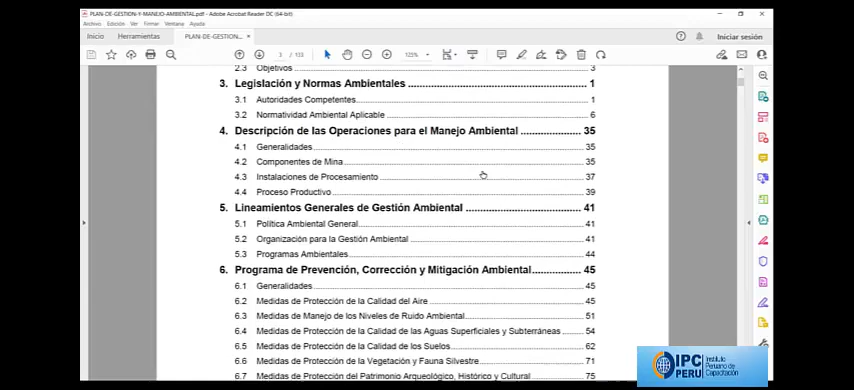 PLAN-DE-GESTION-Y-MANEJO-AMBIENTAL.pdf - Adobe Acrobat Reader DC (64-bit)
Archivo Edición Ver Firmar Ventana Ayuda
Inicio Herramientas PLAN-DE-GESTION... × Iniciar sesión
3 / 133 125%
2.3 Objetivos 3
3. Legislación y Normas Ambientales 1
3.1 Autoridades Competentes 1
3.2 Normatividad Ambiental Aplicable 6
4. Descripción de las Operaciones para el Manejo Ambiental 35
4.1 Generalidades 35
4.2 Componentes de Mina 35
4.3 Instalaciones de Procesamiento 37
4.4 Proceso Productivo 39
5. Lineamientos Generales de Gestión Ambiental 41
5.1 Política Ambiental General 41
5.2 Organización para la Gestión Ambiental 41
5.3 Programas Ambientales 44
6. Programa de Prevención, Corrección y Mitigación Ambiental 45
6.1 Generalidades 45
6.2 Medidas de Protección de la Calidad del Aire 45
6.3 Medidas de Manejo de los Niveles de Ruido Ambiental 51
6.4 Medidas de Protección de la Calidad de las Aguas Superficiales y Subterráneas 54
6.5 Medidas de Protección de la Calidad de los Suelos 62
6.6 Medidas de Protección de la Vegetación y Fauna Silvestre 71
6.7 Medidas de Protección del Patrimonio Arqueológico, Histórico y Cultural 75
IPC PERU
Instituto
Peruano de
Capacitación